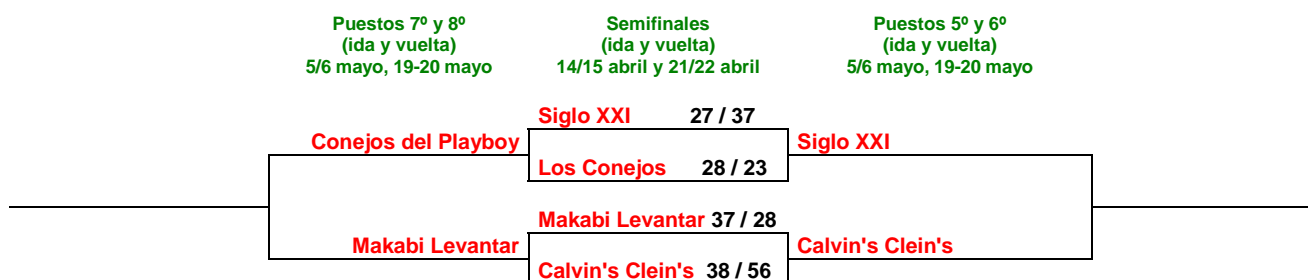 Puestos 7º y 8º
(ida y vuelta)
5/6 mayo, 19-20 mayo
Semifinales
(ida y vuelta)
14/15 abril y 21/22 abril
Puestos 5º y 6º
(ida y vuelta)
5/6 mayo, 19-20 mayo
Siglo XXI 27 / 37
Conejos del Playboy
Siglo XXI
Los Conejos 28 / 23
Makabi Levantar 37 / 28
Makabi Levantar
Calvin's Clein's
Calvin's Clein's 38 / 56